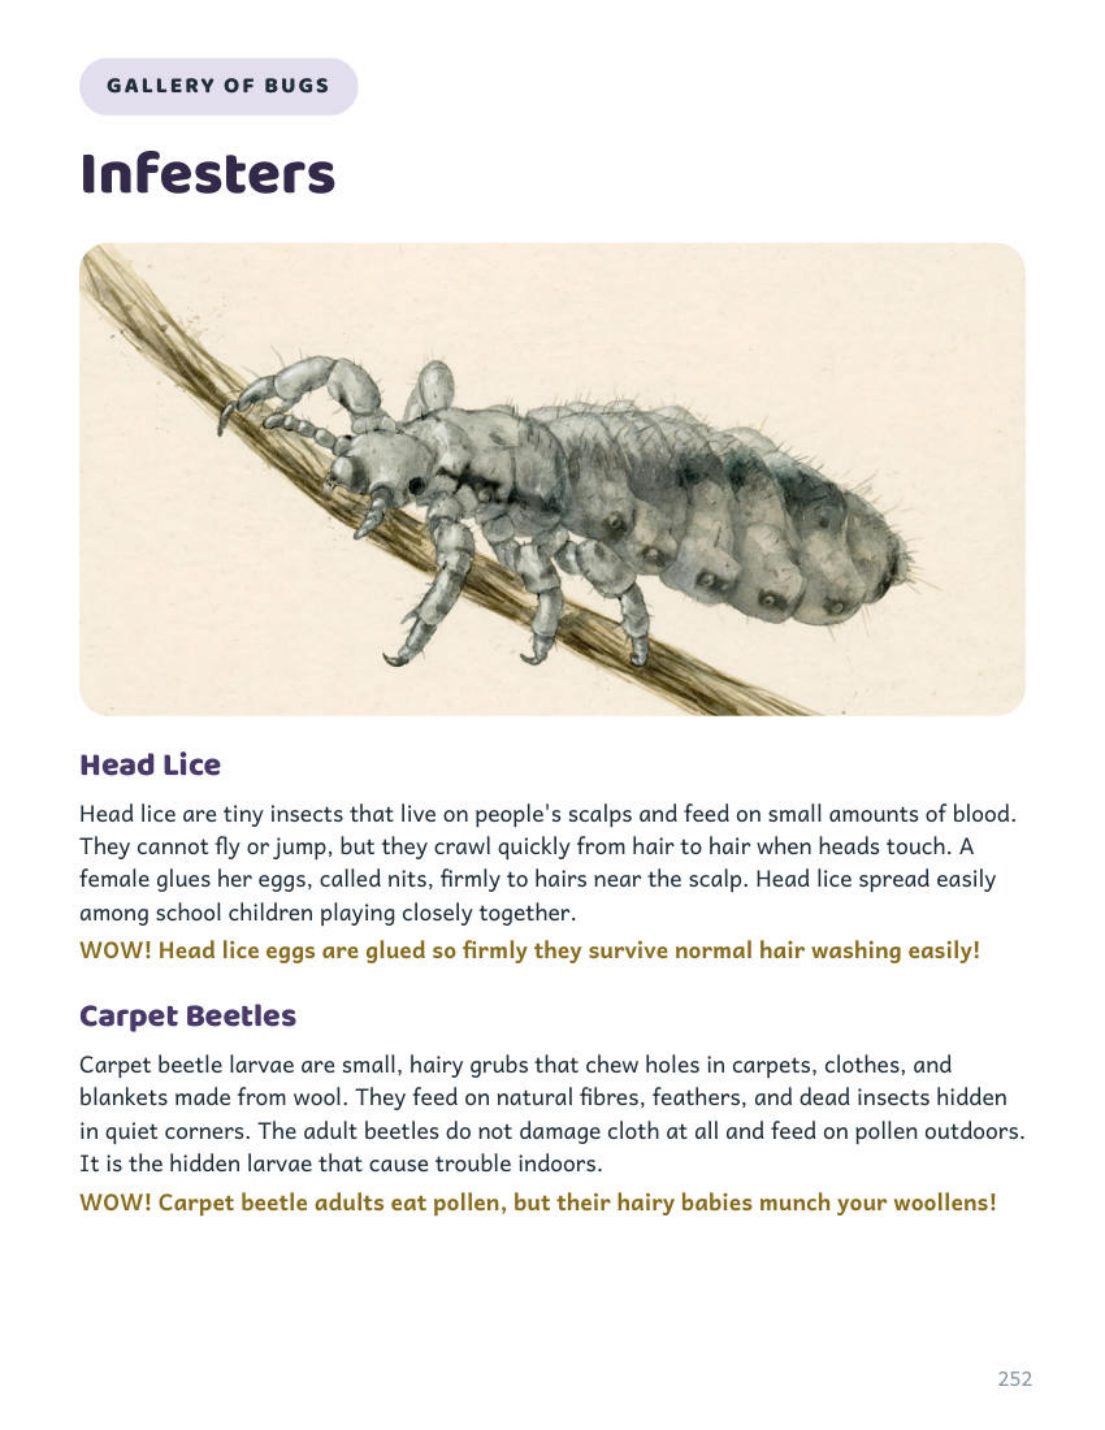 GALLERY OF BUGS
Infesters
Head Lice
Head lice are tiny insects that live on people's scalps and feed on small amounts of blood.
They cannot fly or jump, but they crawl quickly from hair to hair when heads touch. A
female glues her eggs, called nits, firmly to hairs near the scalp. Head lice spread easily
among school children playing closely together.
WOW! Head lice eggs are glued so firmly they survive normal hair washing easily!
Carpet Beetles
Carpet beetle larvae are small, hairy grubs that chew holes in carpets, clothes, and
blankets made from wool. They feed on natural fibres, feathers, and dead insects hidden
in quiet corners. The adult beetles do not damage cloth at all and feed on pollen outdoors.
It is the hidden larvae that cause trouble indoors.
WOW! Carpet beetle adults eat pollen, but their hairy babies munch your woollens!
252